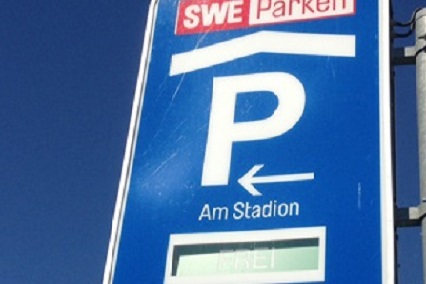 SWE Parken
P
Am Stadion
FREI